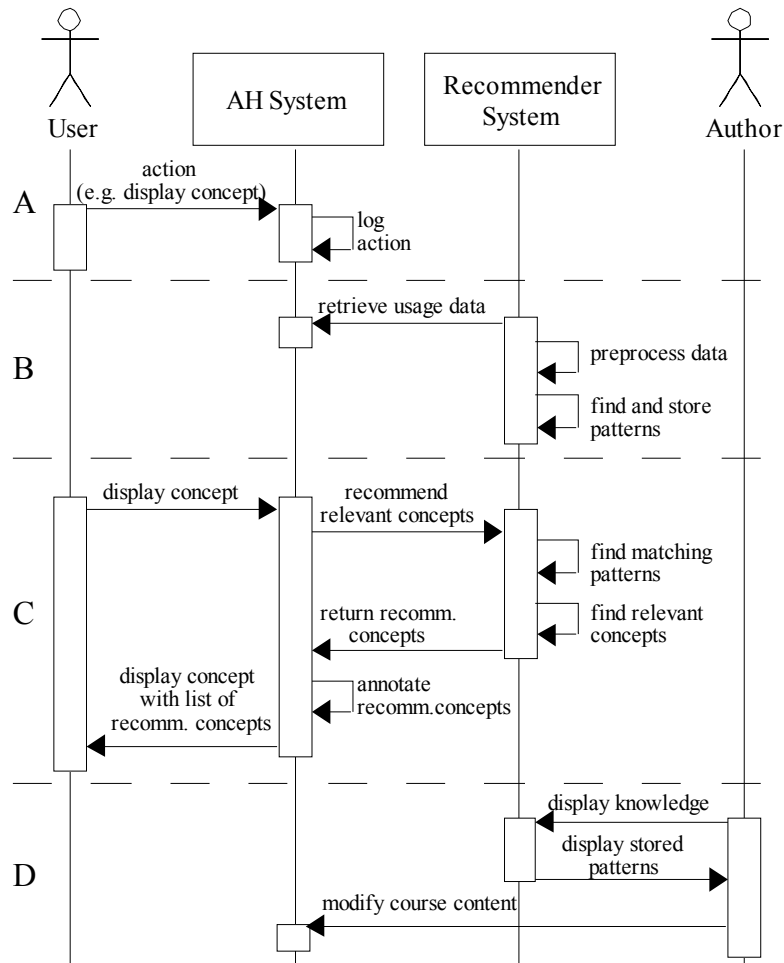 User
AH System
Recommender
System
Author
A
action
(e.g. display concept)
log
action
B
retrieve usage data
preprocess data
find and store
patterns
C
display concept
recommend
relevant concepts
find matching
patterns
find relevant
concepts
return recomm.
concepts
annotate
recomm.concepts
display concept
with list of
recomm. concepts
D
display knowledge
display stored
patterns
modify course content